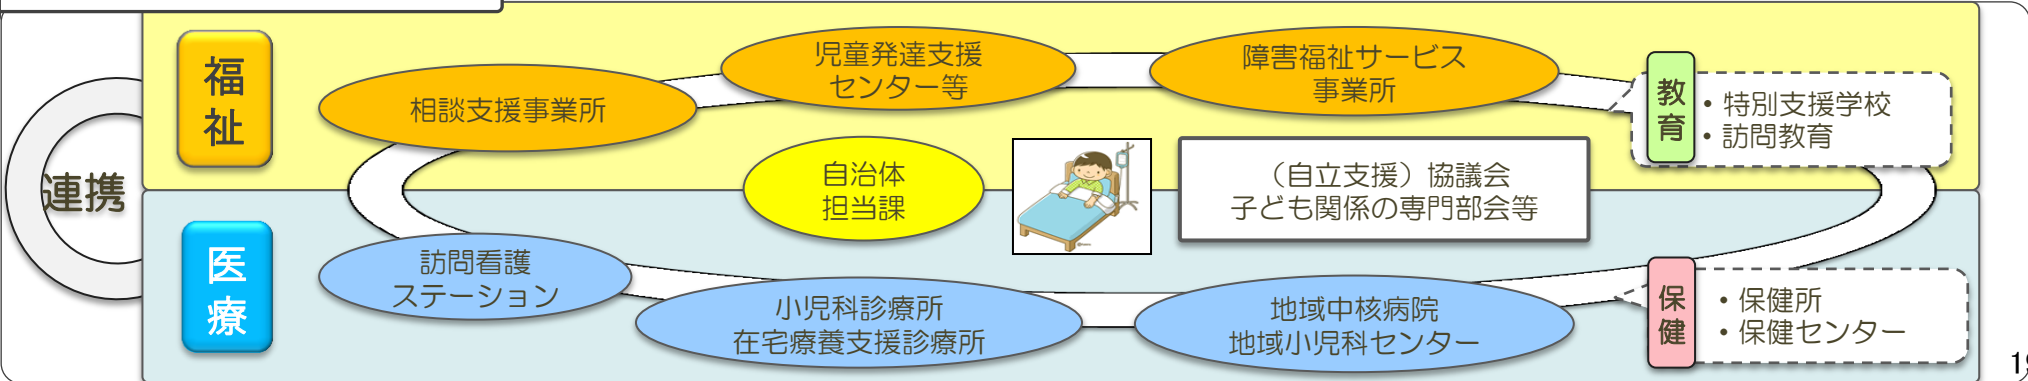 福祉
児童発達支援
センター等
障害福祉サービス
事業所
相談支援事業所
教育
・特別支援学校
・訪問教育
連携
自治体
担当課
（自立支援）協議会
子ども関係の専門部会等
医療
訪問看護
ステーション
小児科診療所
在宅療養支援診療所
地域中核病院
地域小児科センター
保健
・保健所
・保健センター